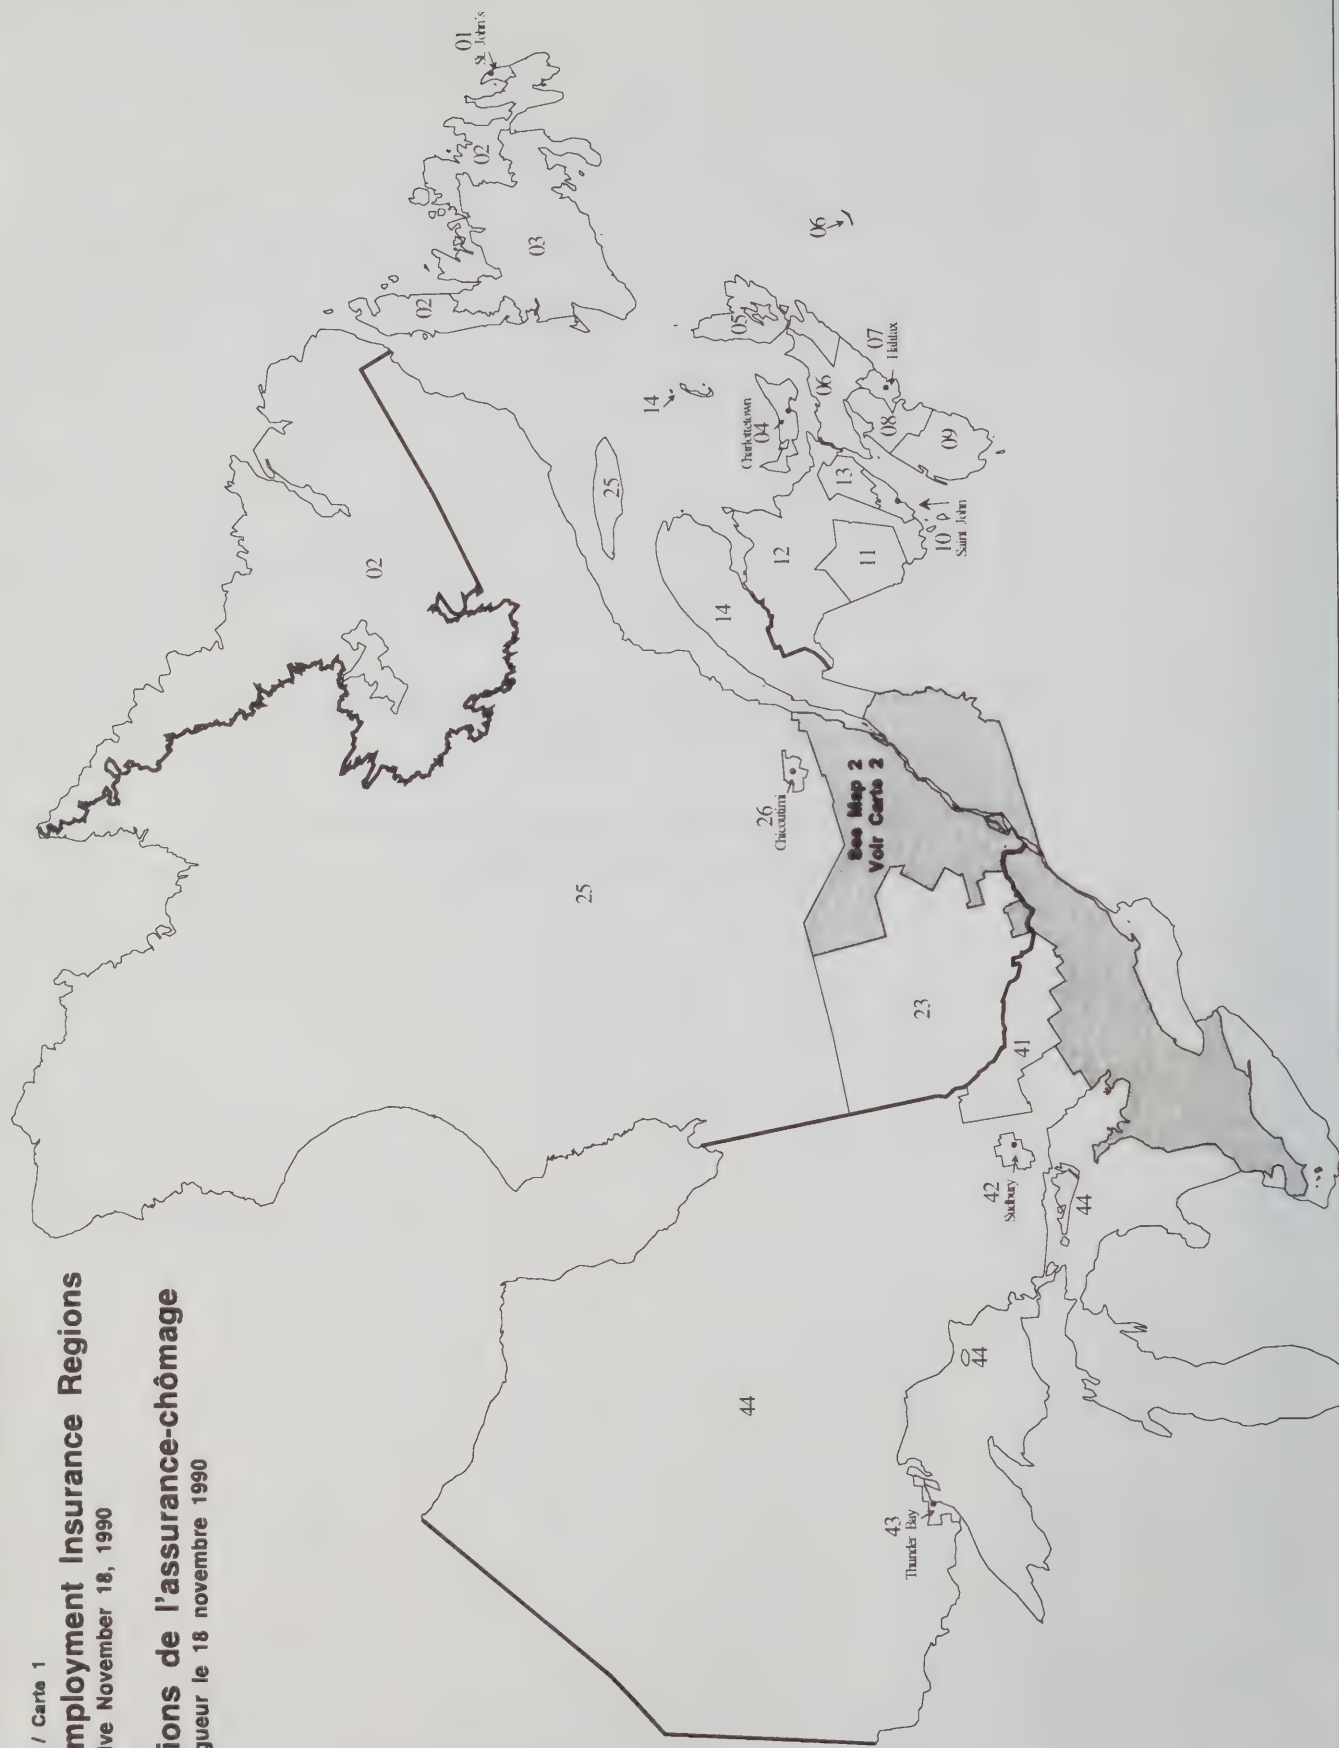 / Carte 1
mployment Insurance Regions
ive November 18, 1990
ions de l'assurance-chômage
gueur le 18 novembre 1990
02
25
01
St. John's
02
02
03
25
14
14
26
Chicoutimi
See Map 2
Voir Carte 2
23
12
11
13
10
Saint John
Charlottetown
04
05
06
06
07
Halifax
08
09
44
41
42
Sudbury
44
44
43
Thunder Bay